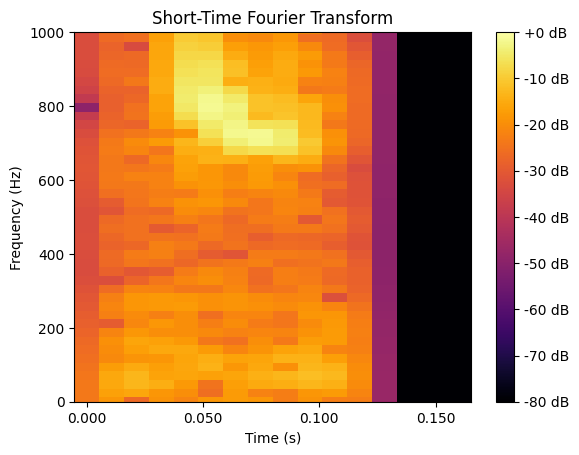 Short-Time Fourier Transform
Frequency (Hz)
1000
800
600
400
200
0
0.000
0.050
0.100
0.150
Time (s)
+0 dB
-10 dB
-20 dB
-30 dB
-40 dB
-50 dB
-60 dB
-70 dB
-80 dB